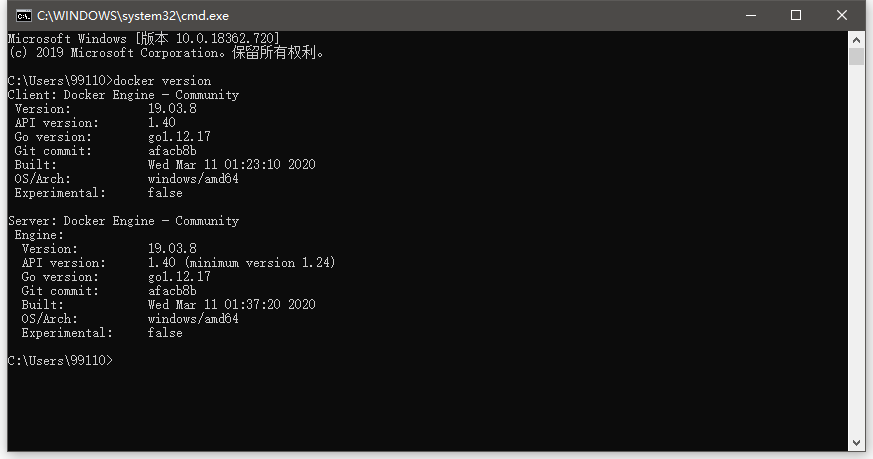 C:\WINDOWS\system32\cmd.exe
Microsoft Windows [版本 10.0.18362.720]
(c) 2019 Microsoft Corporation。保留所有权利。
C:\Users\99110>docker version
Client: Docker Engine - Community
Version: 19.03.8
API version: 1.40
Go version: go1.12.17
Git commit: afacb8b
Built: Wed Mar 11 01:23:10 2020
OS/Arch: windows/amd64
Experimental: false
Server: Docker Engine - Community
Engine:
Version: 19.03.8
API version: 1.40 (minimum version 1.24)
Go version: go1.12.17
Git commit: afacb8b
Built: Wed Mar 11 01:37:20 2020
OS/Arch: windows/amd64
Experimental: false
C:\Users\99110>